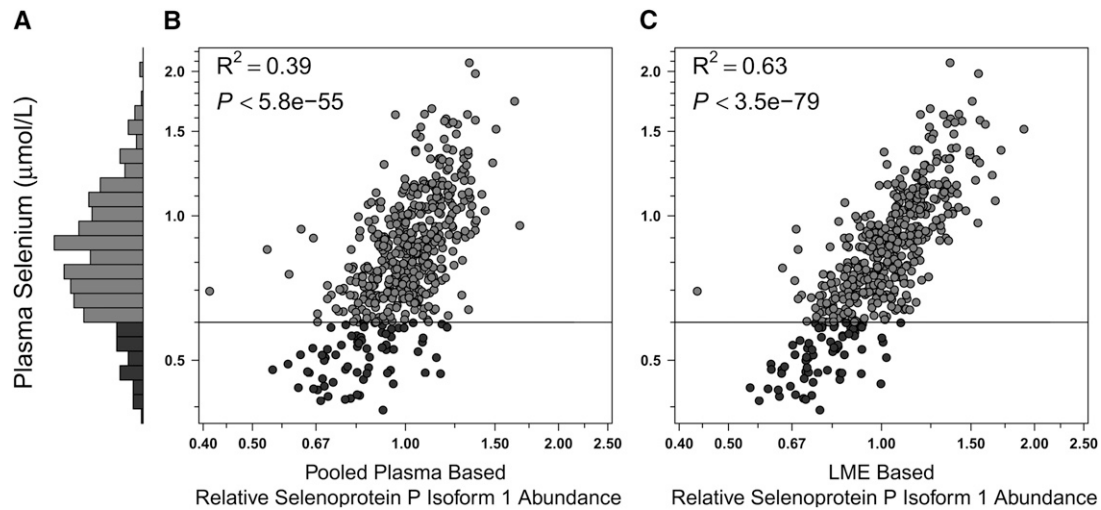 A
B
C
Plasma Selenium (μmol/L)
R² = 0.39
P < 5.8e−55
R² = 0.63
P < 3.5e−79
2.0
1.5
1.0
0.5
2.0
1.5
1.0
0.5
0.40 0.50 0.67 1.00 1.50 2.00 2.50
0.40 0.50 0.67 1.00 1.50 2.00 2.50
Pooled Plasma Based
Relative Selenoprotein P Isoform 1 Abundance
LME Based
Relative Selenoprotein P Isoform 1 Abundance